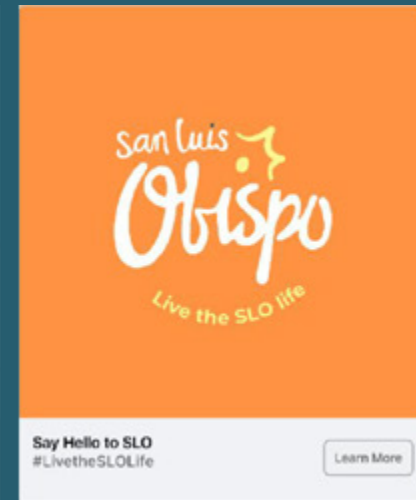 san luis
Obispo
Live the SLO life
Say Hello to SLO
#LivetheSLOLife
Learn More